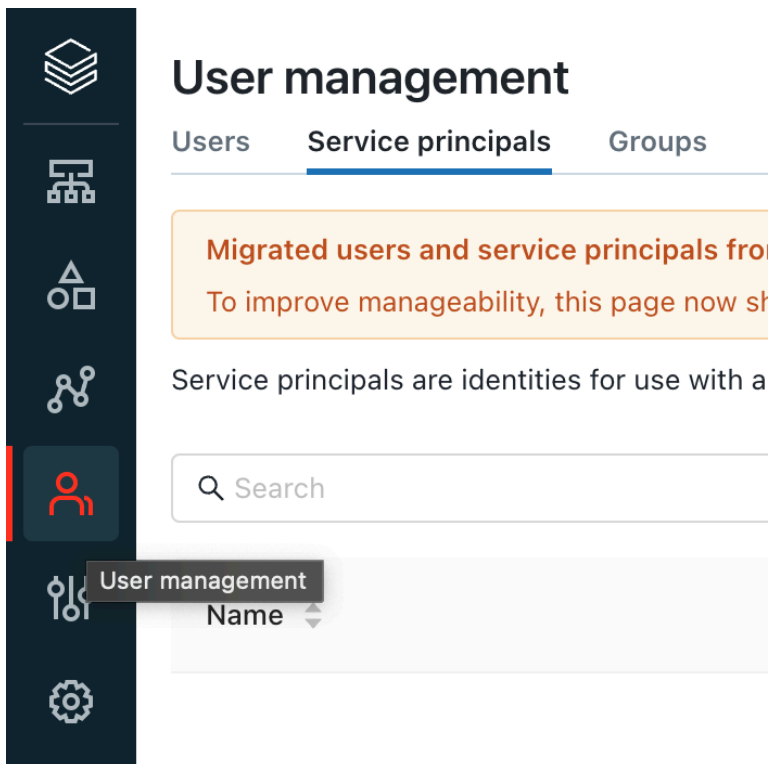 User management
Users Service principals Groups
Migrated users and service principals
To improve manageability, this page now
Service principals are identities for use with
Search
User management
Name